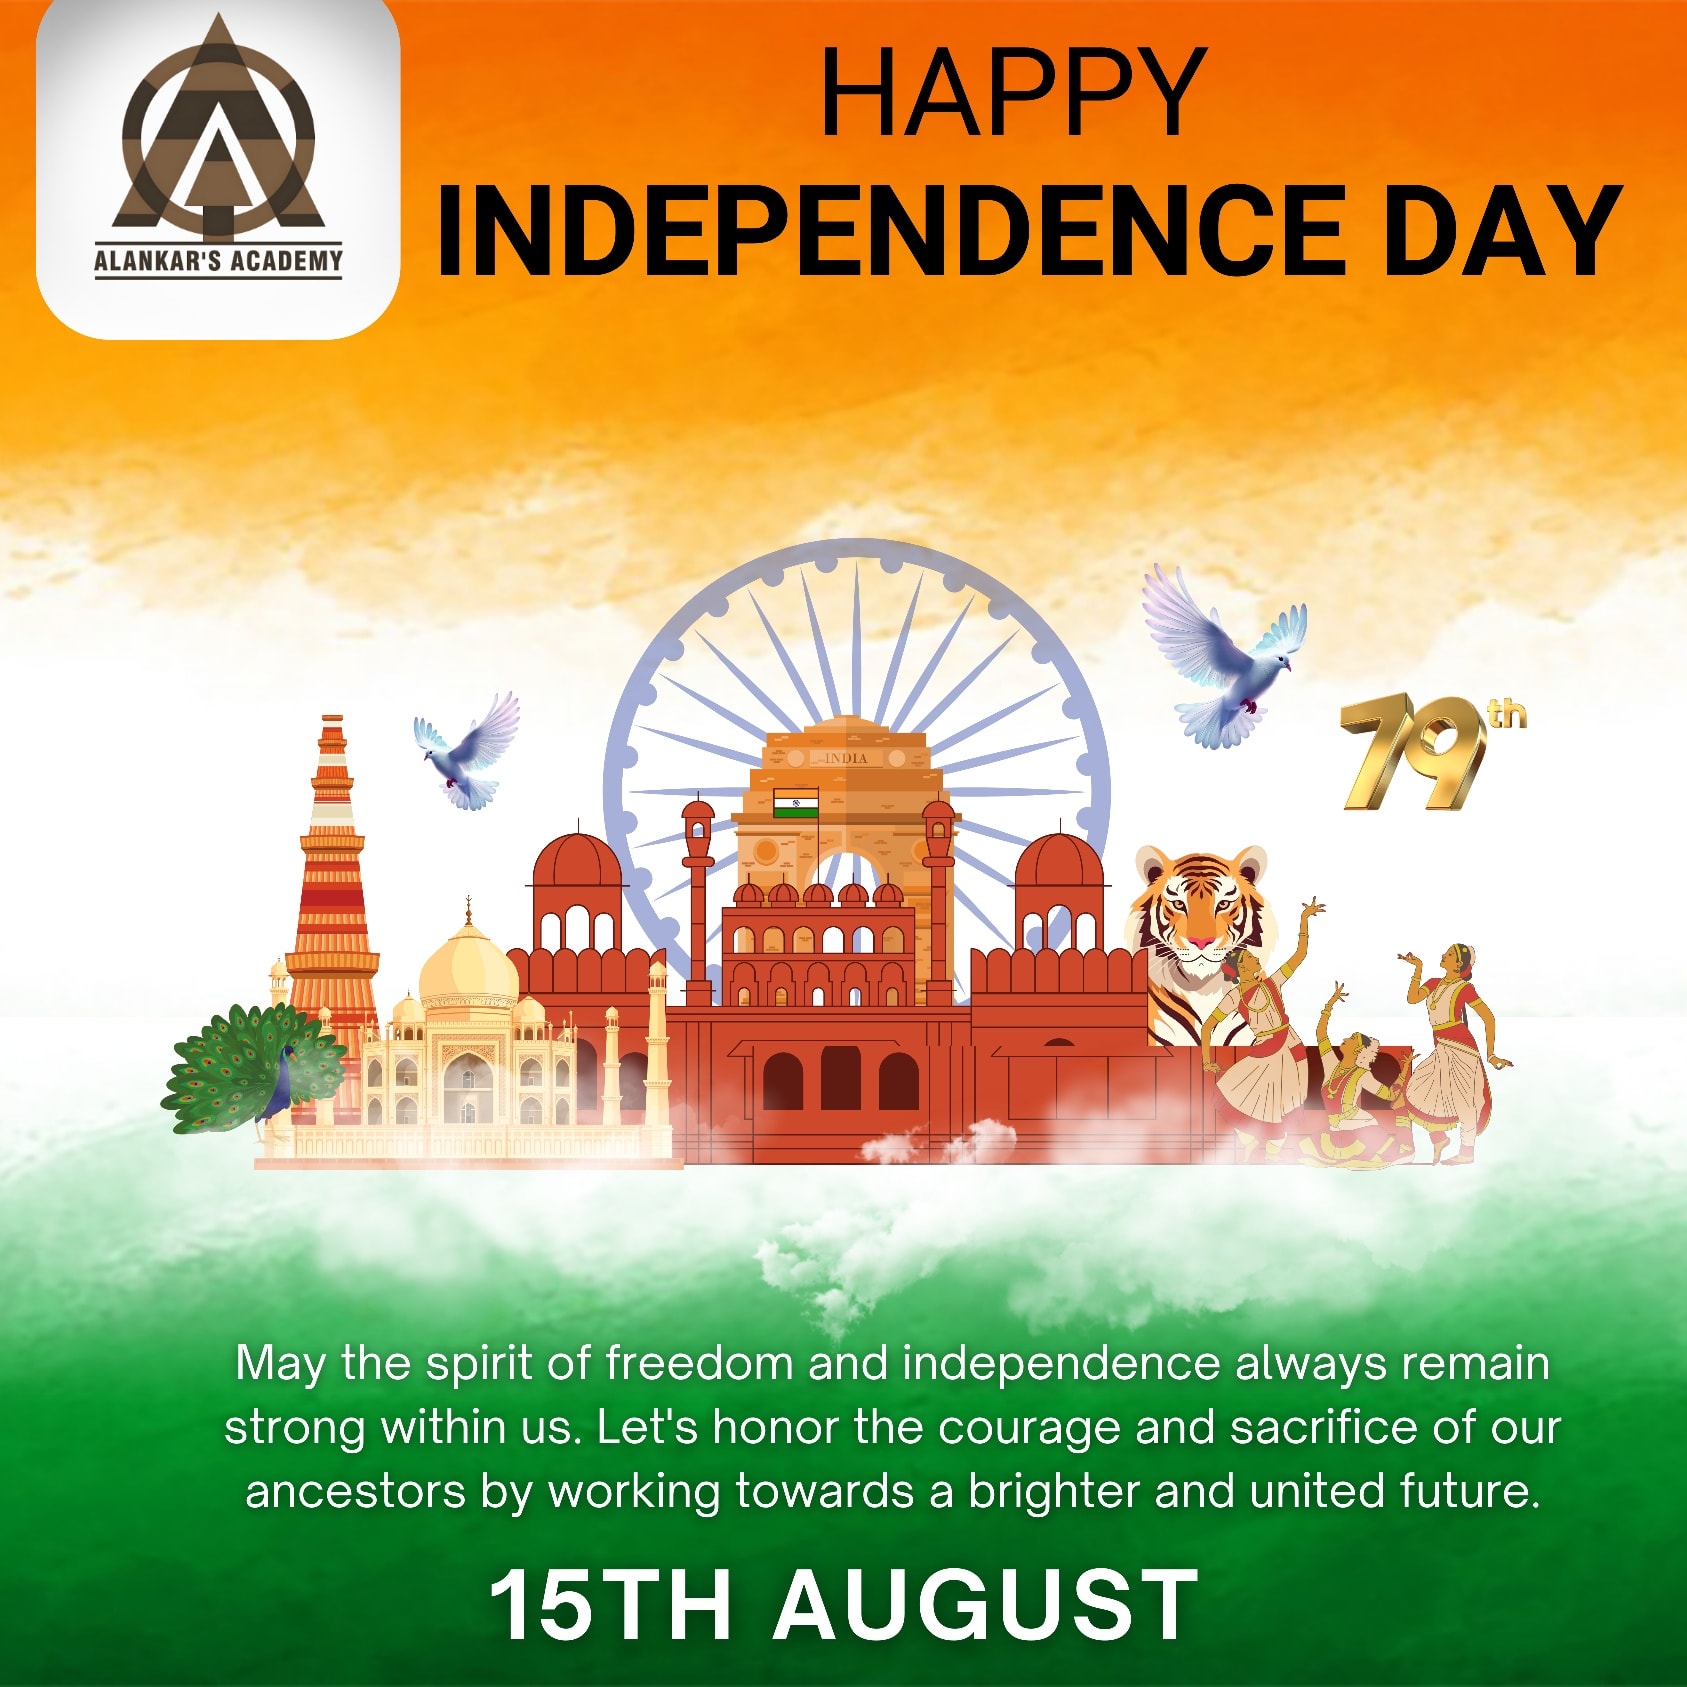 ALANKAR'S ACADEMY
HAPPY
INDEPENDENCE DAY
79th
INDIA
May the spirit of freedom and independence always remain
strong within us. Let's honor the courage and sacrifice of our
ancestors by working towards a brighter and united future.
15TH AUGUST